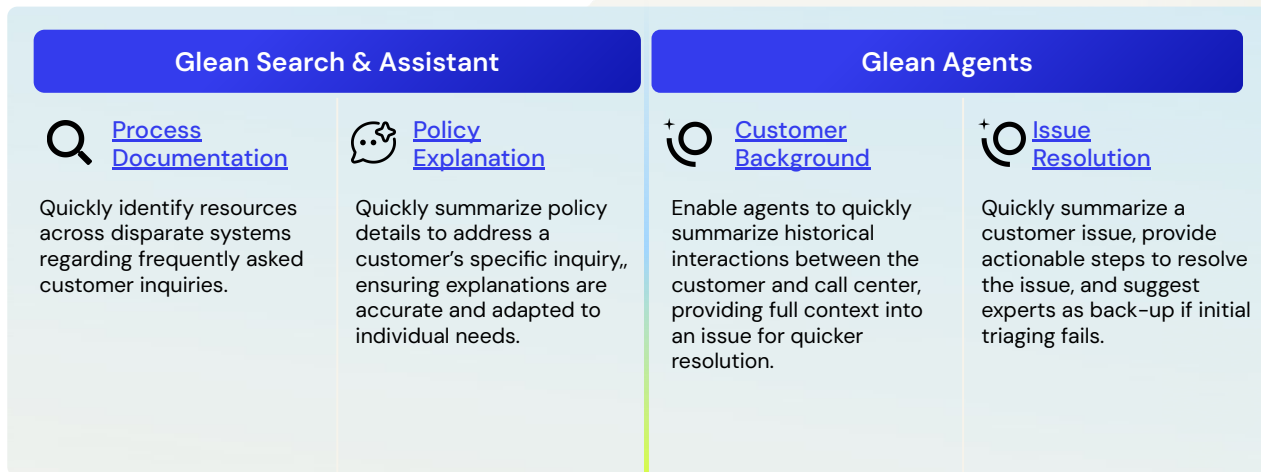 Glean Search & Assistant
Process
Documentation
Quickly identify resources
across disparate systems
regarding frequently asked
customer inquiries.
Policy
Explanation
Quickly summarize policy
details to address a
customer’s specific inquiry,,
ensuring explanations are
accurate and adapted to
individual needs.
Glean Agents
Customer
Background
Enable agents to quickly
summarize historical
interactions between the
customer and call center,
providing full context into
an issue for quicker
resolution.
Issue
Resolution
Quickly summarize a
customer issue, provide
actionable steps to resolve
the issue, and suggest
experts as back-up if initial
triaging fails.